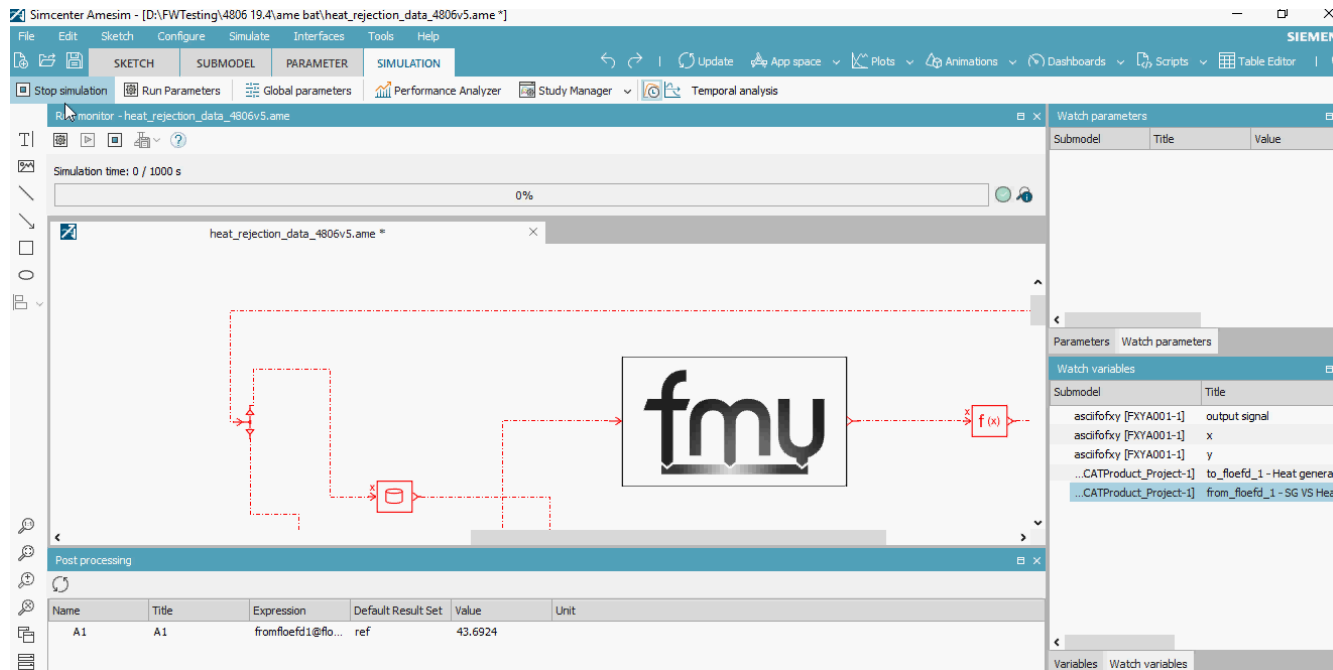 Simcenter Amesim - [D:\FWTesting\4806 19.4\ame bat\heat_rejection_data_4806v5.ame *]
File Edit Sketch Configure Simulate Interfaces Tools Help
SIEMEN
SKETCH SUBMODEL PARAMETER SIMULATION Update App space Plots Animations Dashboards Scripts Table Editor
Stop simulation Run Parameters Global parameters Performance Analyzer Study Manager Temporal analysis
monitor - heat_rejection_data_4806v5.ame
Watch parameters
Submodel Title Value
Simulation time: 0 / 1000 s
0%
heat_rejection_data_4806v5.ame *
fmu
x
f (x)
x
Parameters Watch parameters
Watch variables
Submodel Title
asciifofxy [FXYA001-1] output signal
asciifofxy [FXYA001-1] x
asciifofxy [FXYA001-1] y
...CATProduct_Project-1] to_floefd_1 - Heat genera
...CATProduct_Project-1] from_floefd_1 - SG VS Hea
Post processing
Name Title Expression Default Result Set Value Unit
A1 A1 fromfloefd1@flo... ref 43.6924
Variables Watch variables